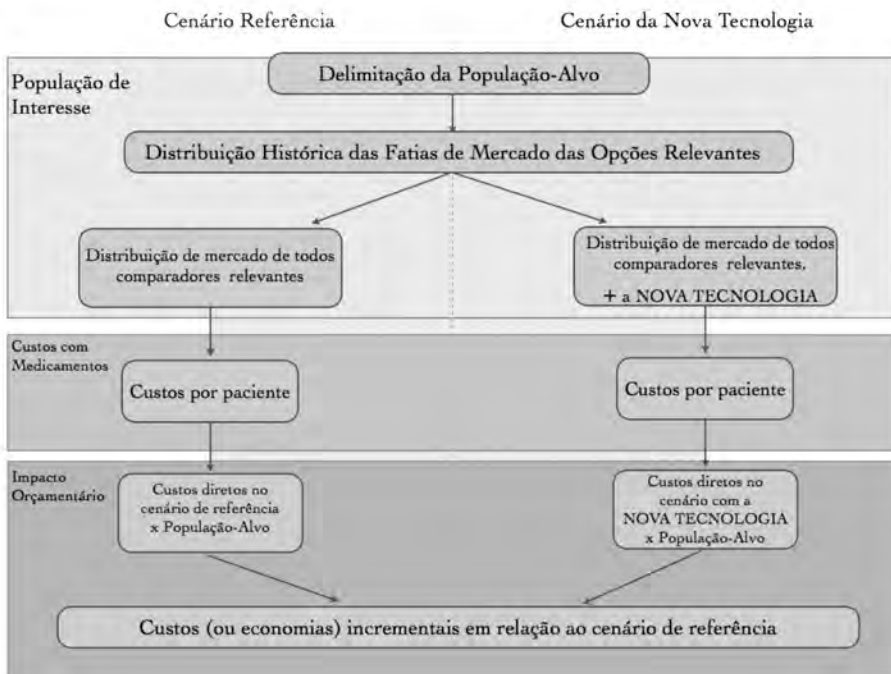 Cenário Referência
Cenário da Nova Tecnologia
População de
Interesse
Delimitação da População-Alvo
Distribuição Histórica das Fatias de Mercado das Opções Relevantes
Distribuição de mercado de todos
comparadores relevantes
Distribuição de mercado de todos
comparadores relevantes,
+ a NOVA TECNOLOGIA
Custos com
Medicamentos
Custos por paciente
Custos por paciente
Impacto
Orçamentário
Custos diretos no
cenário de referência
x População-Alvo
Custos diretos no
cenário com a
NOVA TECNOLOGIA
x População-Alvo
Custos (ou economias) incrementais em relação ao cenário de referência